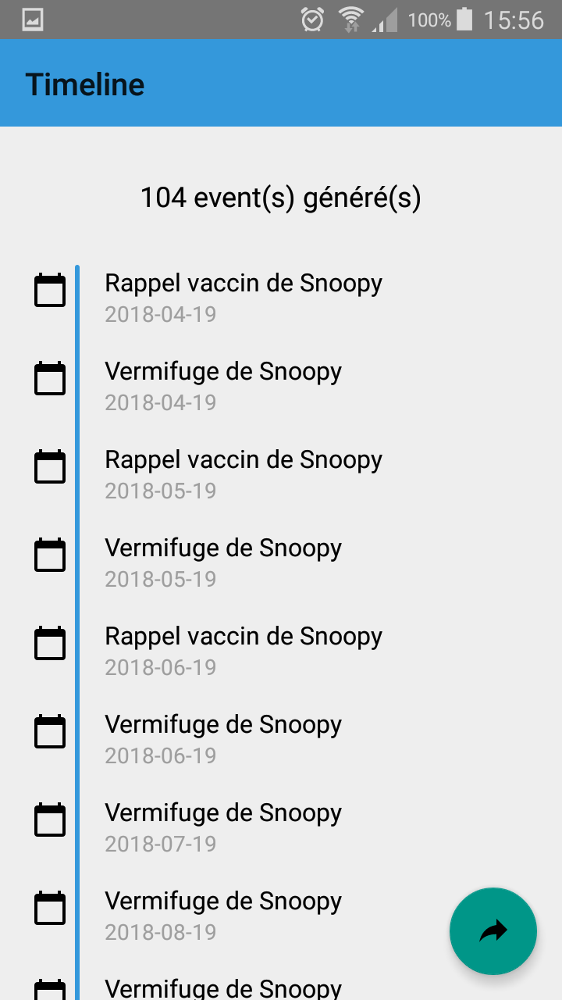 100% 15:56
Timeline
104 event(s) généré(s)
Rappel vaccin de Snoopy
2018-04-19
Vermifuge de Snoopy
2018-04-19
Rappel vaccin de Snoopy
2018-05-19
Vermifuge de Snoopy
2018-05-19
Rappel vaccin de Snoopy
2018-06-19
Vermifuge de Snoopy
2018-06-19
Vermifuge de Snoopy
2018-07-19
Vermifuge de Snoopy
2018-08-19
Vermifuge de Snoopy